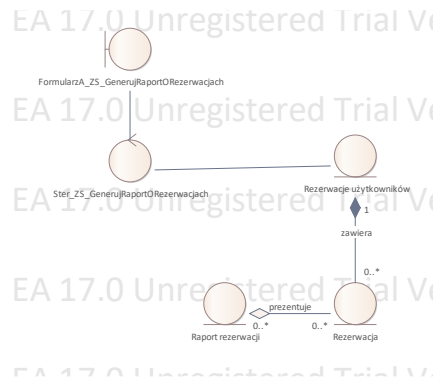 EA 17.0 Unregistered Trial Ve
FormularzA_ZS_GenerujRaportORezerwacjach
EA 17.0 Unregistered Trial Ve
Ster_ZS_GenerujRaportORezerwacjach
Rezerwacje użytkowników
EA 17.0 Unregistered Trial Ve
1
zawiera
0..*
EA 17.0 Unregistered Trial Ve
prezentuje
0..*
0..*
Raport rezerwacji
Rezerwacja
EA 17.0 Unregistered Trial Ve